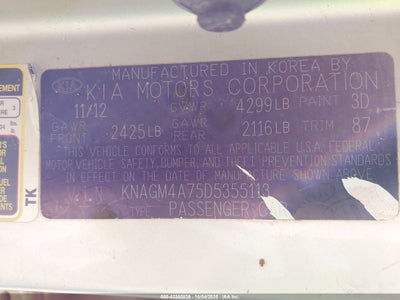 MANUFACTURED IN KOREA BY
KIA
KIA MOTORS CORPORATION
11/12 GVWR 4299LB PAINT 3D
GAWR FRONT 2425LB GAWR REAR 2116LB TRIM 87
THIS VEHICLE CONFORMS TO ALL APPLICABLE U.S.A. FEDERAL
MOTOR VEHICLE SAFETY, BUMPER, AND THEFT PREVENTION STANDARDS
IN EFFECT ON THE DATE OF MANUFACTURE SHOWN ABOVE.
KNAGM4A75D5355113
TYPE PASSENGER
TK